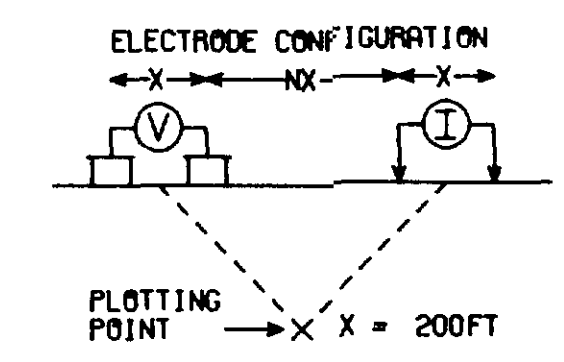 ELECTRODE CONFIGURATION
X NX X
V I
PLOTTING
POINT X X = 200FT